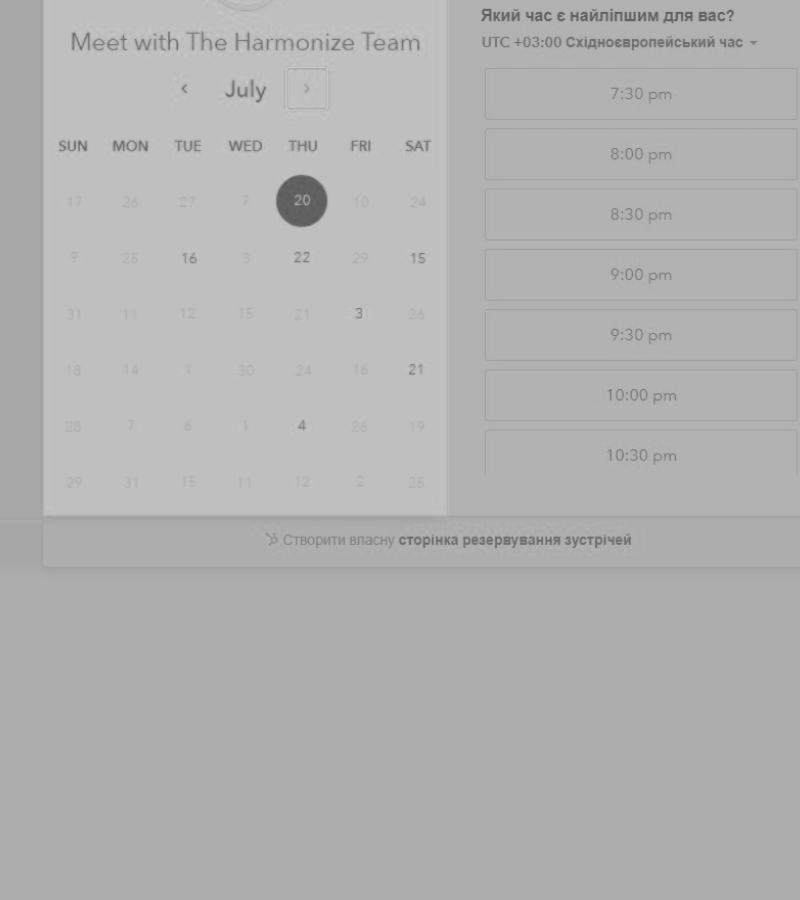 Meet with The Harmonize Team
July
SUN MON TUE WED THU FRI SAT
17 26 27 7 20 10 24
9 25 16 3 22 29 15
31 11 12 15 21 3 26
18 14 1 30 24 16 21
28 7 6 1 4 26 19
29 31 15 11 12 2 25
Який час є найліпшим для вас?
UTC +03:00 Східноєвропейський час
7:30 pm
8:00 pm
8:30 pm
9:00 pm
9:30 pm
10:00 pm
10:30 pm
Створити власну сторінка резервування зустрічей